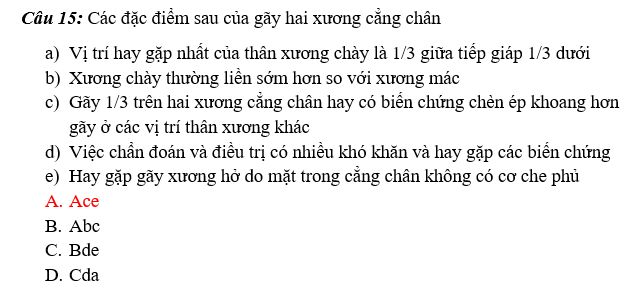 Câu 15: Các đặc điểm sau của gãy hai xương cẳng chân
a) Vị trí hay gặp nhất của thân xương chày là 1/3 giữa tiếp giáp 1/3 dưới
b) Xương chày thường liền sớm hơn so với xương mác
c) Gãy 1/3 trên hai xương cẳng chân hay có biến chứng chèn ép khoang hơn
gãy ở các vị trí thân xương khác
d) Việc chẩn đoán và điều trị có nhiều khó khăn và hay gặp các biến chứng
e) Hay gặp gãy xương hở do mặt trong cẳng chân không có cơ che phủ
A. Ace
B. Abc
C. Bde
D. Cda